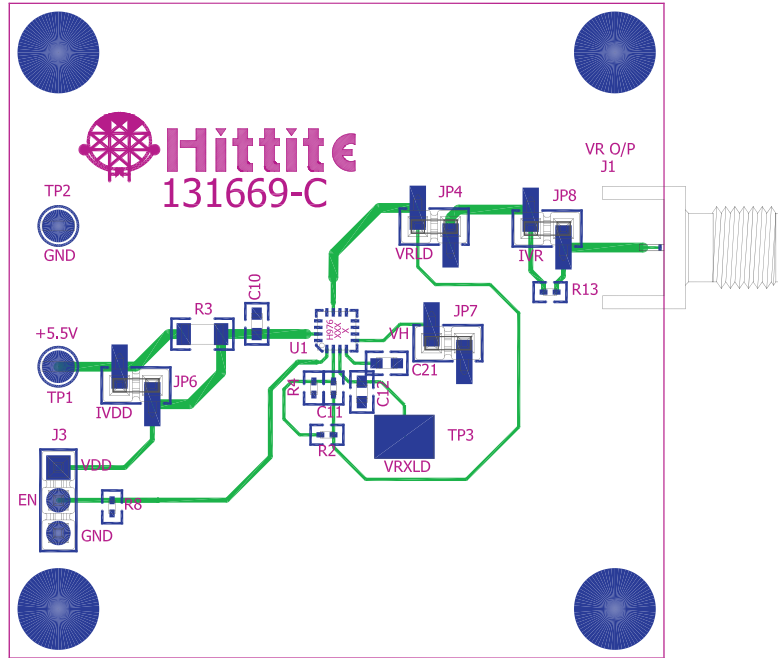 Hittite
131669-C
VR O/P
J1
TP2
GND
JP4
VRLD
JP8
IVR
R13
C10
R3
+5.5V
TP1
H976
XXX
X
U1
VH
JP7
JP6
IVDD
C21
R4
C11
C12
R2
TP3
VRXLD
J3
VDD
EN
R8
GND